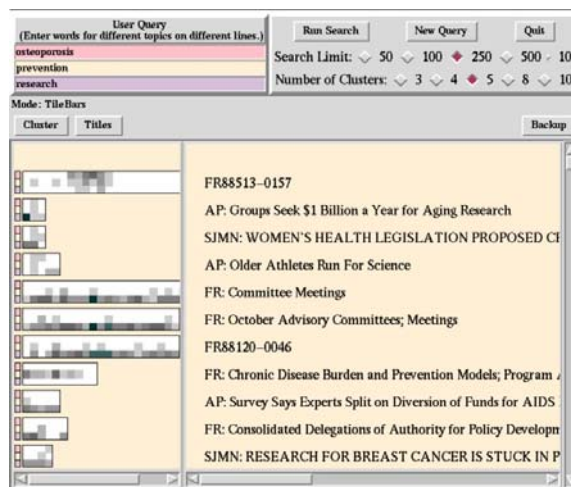 User Query
(Enter words for different topics on different lines.)
osteoporosis
prevention
research
Run Search New Query Quit
Search Limit: 50 100 250 500 10
Number of Clusters: 3 4 5 8 10
Mode: TileBars
Cluster Titles Backup
FR88513-0157
AP: Groups Seek $1 Billion a Year for Aging Research
SJMN: WOMEN'S HEALTH LEGISLATION PROPOSED
AP: Older Athletes Run For Science
FR: Committee Meetings
FR: October Advisory Committees; Meetings
FR88120-0046
FR: Chronic Disease Burden and Prevention Models; Program
AP: Survey Says Experts Split on Diversion of Funds for AIDS
FR: Consolidated Delegations of Authority for Policy Developm
SJMN: RESEARCH FOR BREAST CANCER IS STUCK IN P